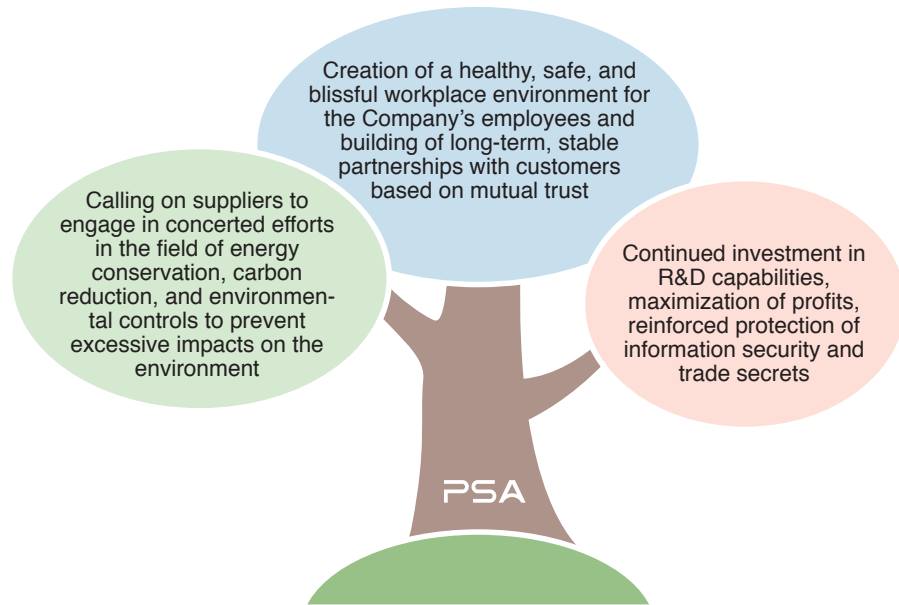 Creation of a healthy, safe, and
blissful workplace environment for
the Company’s employees and
building of long-term, stable
partnerships with customers
based on mutual trust
Calling on suppliers to
engage in concerted efforts
in the field of energy
conservation, carbon
reduction, and environmen-
tal controls to prevent
excessive impacts on the
environment
Continued investment in
R&D capabilities,
maximization of profits,
reinforced protection of
information security and
trade secrets
PSA